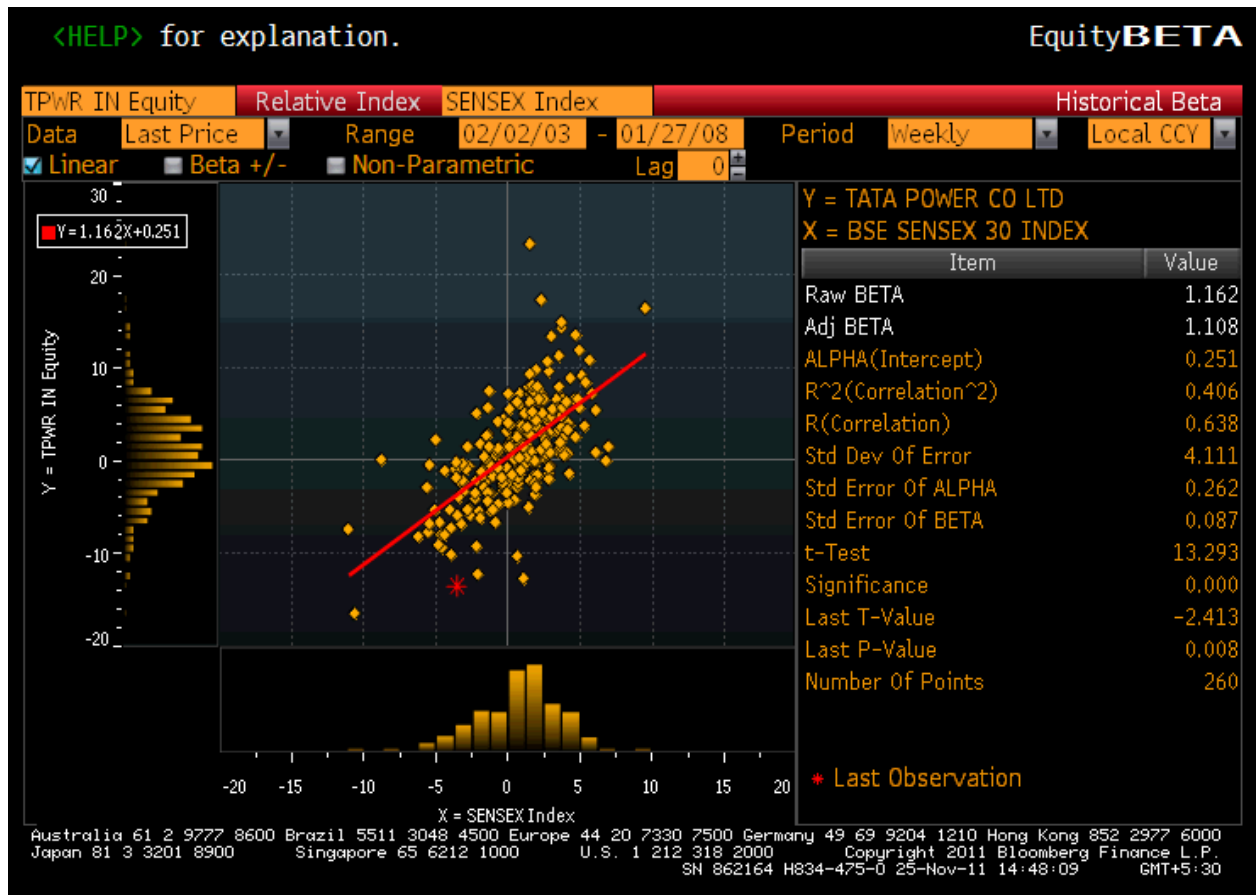 <HELP> for explanation. EquityBETA
TPWR IN Equity Relative Index SENSEX Index Historical Beta
Data Last Price Range 02/02/03 - 01/27/08 Period Weekly Local CCY
Linear Beta +/- Non-Parametric Lag 0
Y = TATA POWER CO LTD
X = BSE SENSEX 30 INDEX
Item Value
Raw BETA 1.162
Adj BETA 1.108
ALPHA(Intercept) 0.251
R^2(Correlation^2) 0.406
R(Correlation) 0.638
Std Dev Of Error 4.111
Std Error Of ALPHA 0.262
Std Error Of BETA 0.087
t-Test 13.293
Significance 0.000
Last T-Value -2.413
Last P-Value 0.008
Number Of Points 260
* Last Observation
30
Y=1.162X+0.251
20
10
0
-10
-20
Y = TPWR IN Equity
-20 -15 -10 -5 0 5 10 15 20
X = SENSEX Index
Australia 61 2 9777 8600 Brazil 5511 3048 4500 Europe 44 20 7330 7500 Germany 49 69 9204 1210 Hong Kong 852 2977 6000
Japan 81 3 3201 8900 Singapore 65 6212 1000 U.S. 1 212 318 2000 Copyright 2011 Bloomberg Finance L.P.
SN 862164 H834-475-0 25-Nov-11 14:48:09 GMT+5:30